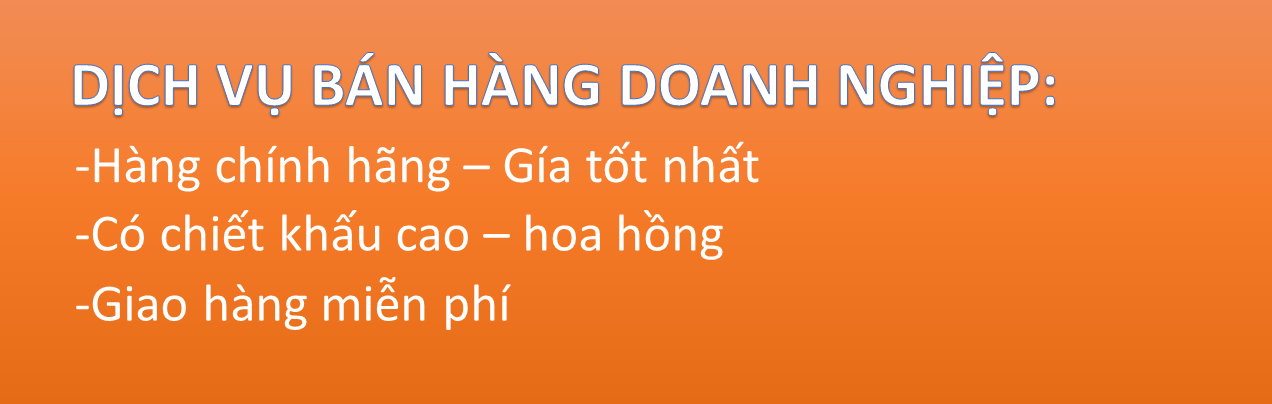 DỊCH VỤ BÁN HÀNG DOANH NGHIỆP:
-Hàng chính hãng – Gía tốt nhất
-Có chiết khấu cao – hoa hồng
-Giao hàng miễn phí